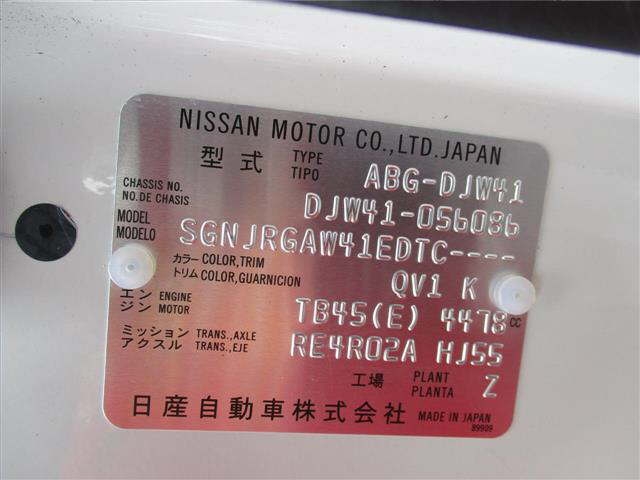 NISSAN MOTOR CO.,LTD.JAPAN
型式 TYPE TIPO ABG-DJW41
CHASSIS NO. NO.DE CHASIS DJW41-056086
MODEL MODELO SGNJRGAW41EDTC----
カラー COLOR,TRIM
トリム COLOR,GUARNICION QV1 K
エンジン ENGINE MOTOR TB45(E) 4478CC
ミッション TRANS.,AXLE
アクスル TRANS.,EJE RE4R02A HJ55
工場 PLANT PLANTA Z
日産自動車株式会社 MADE IN JAPAN
89909